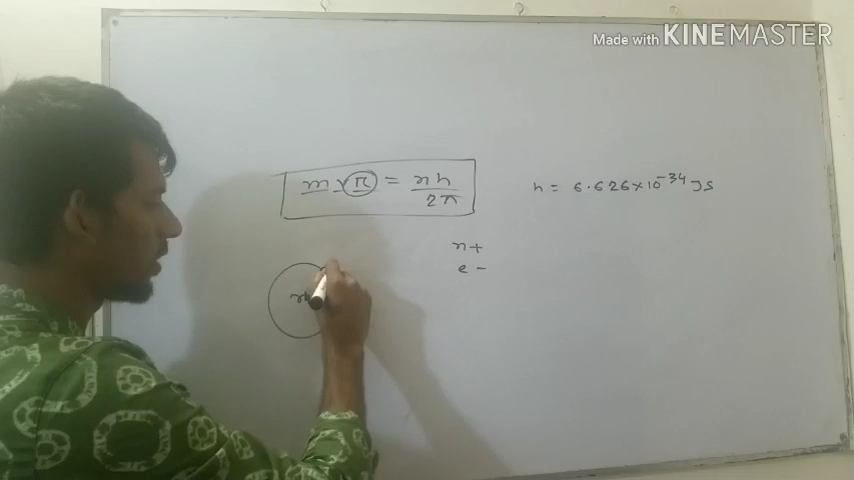 Made with KINEMASTER
mvr = nh/2π
h = 6.626×10⁻³⁴ JS
n+
e −